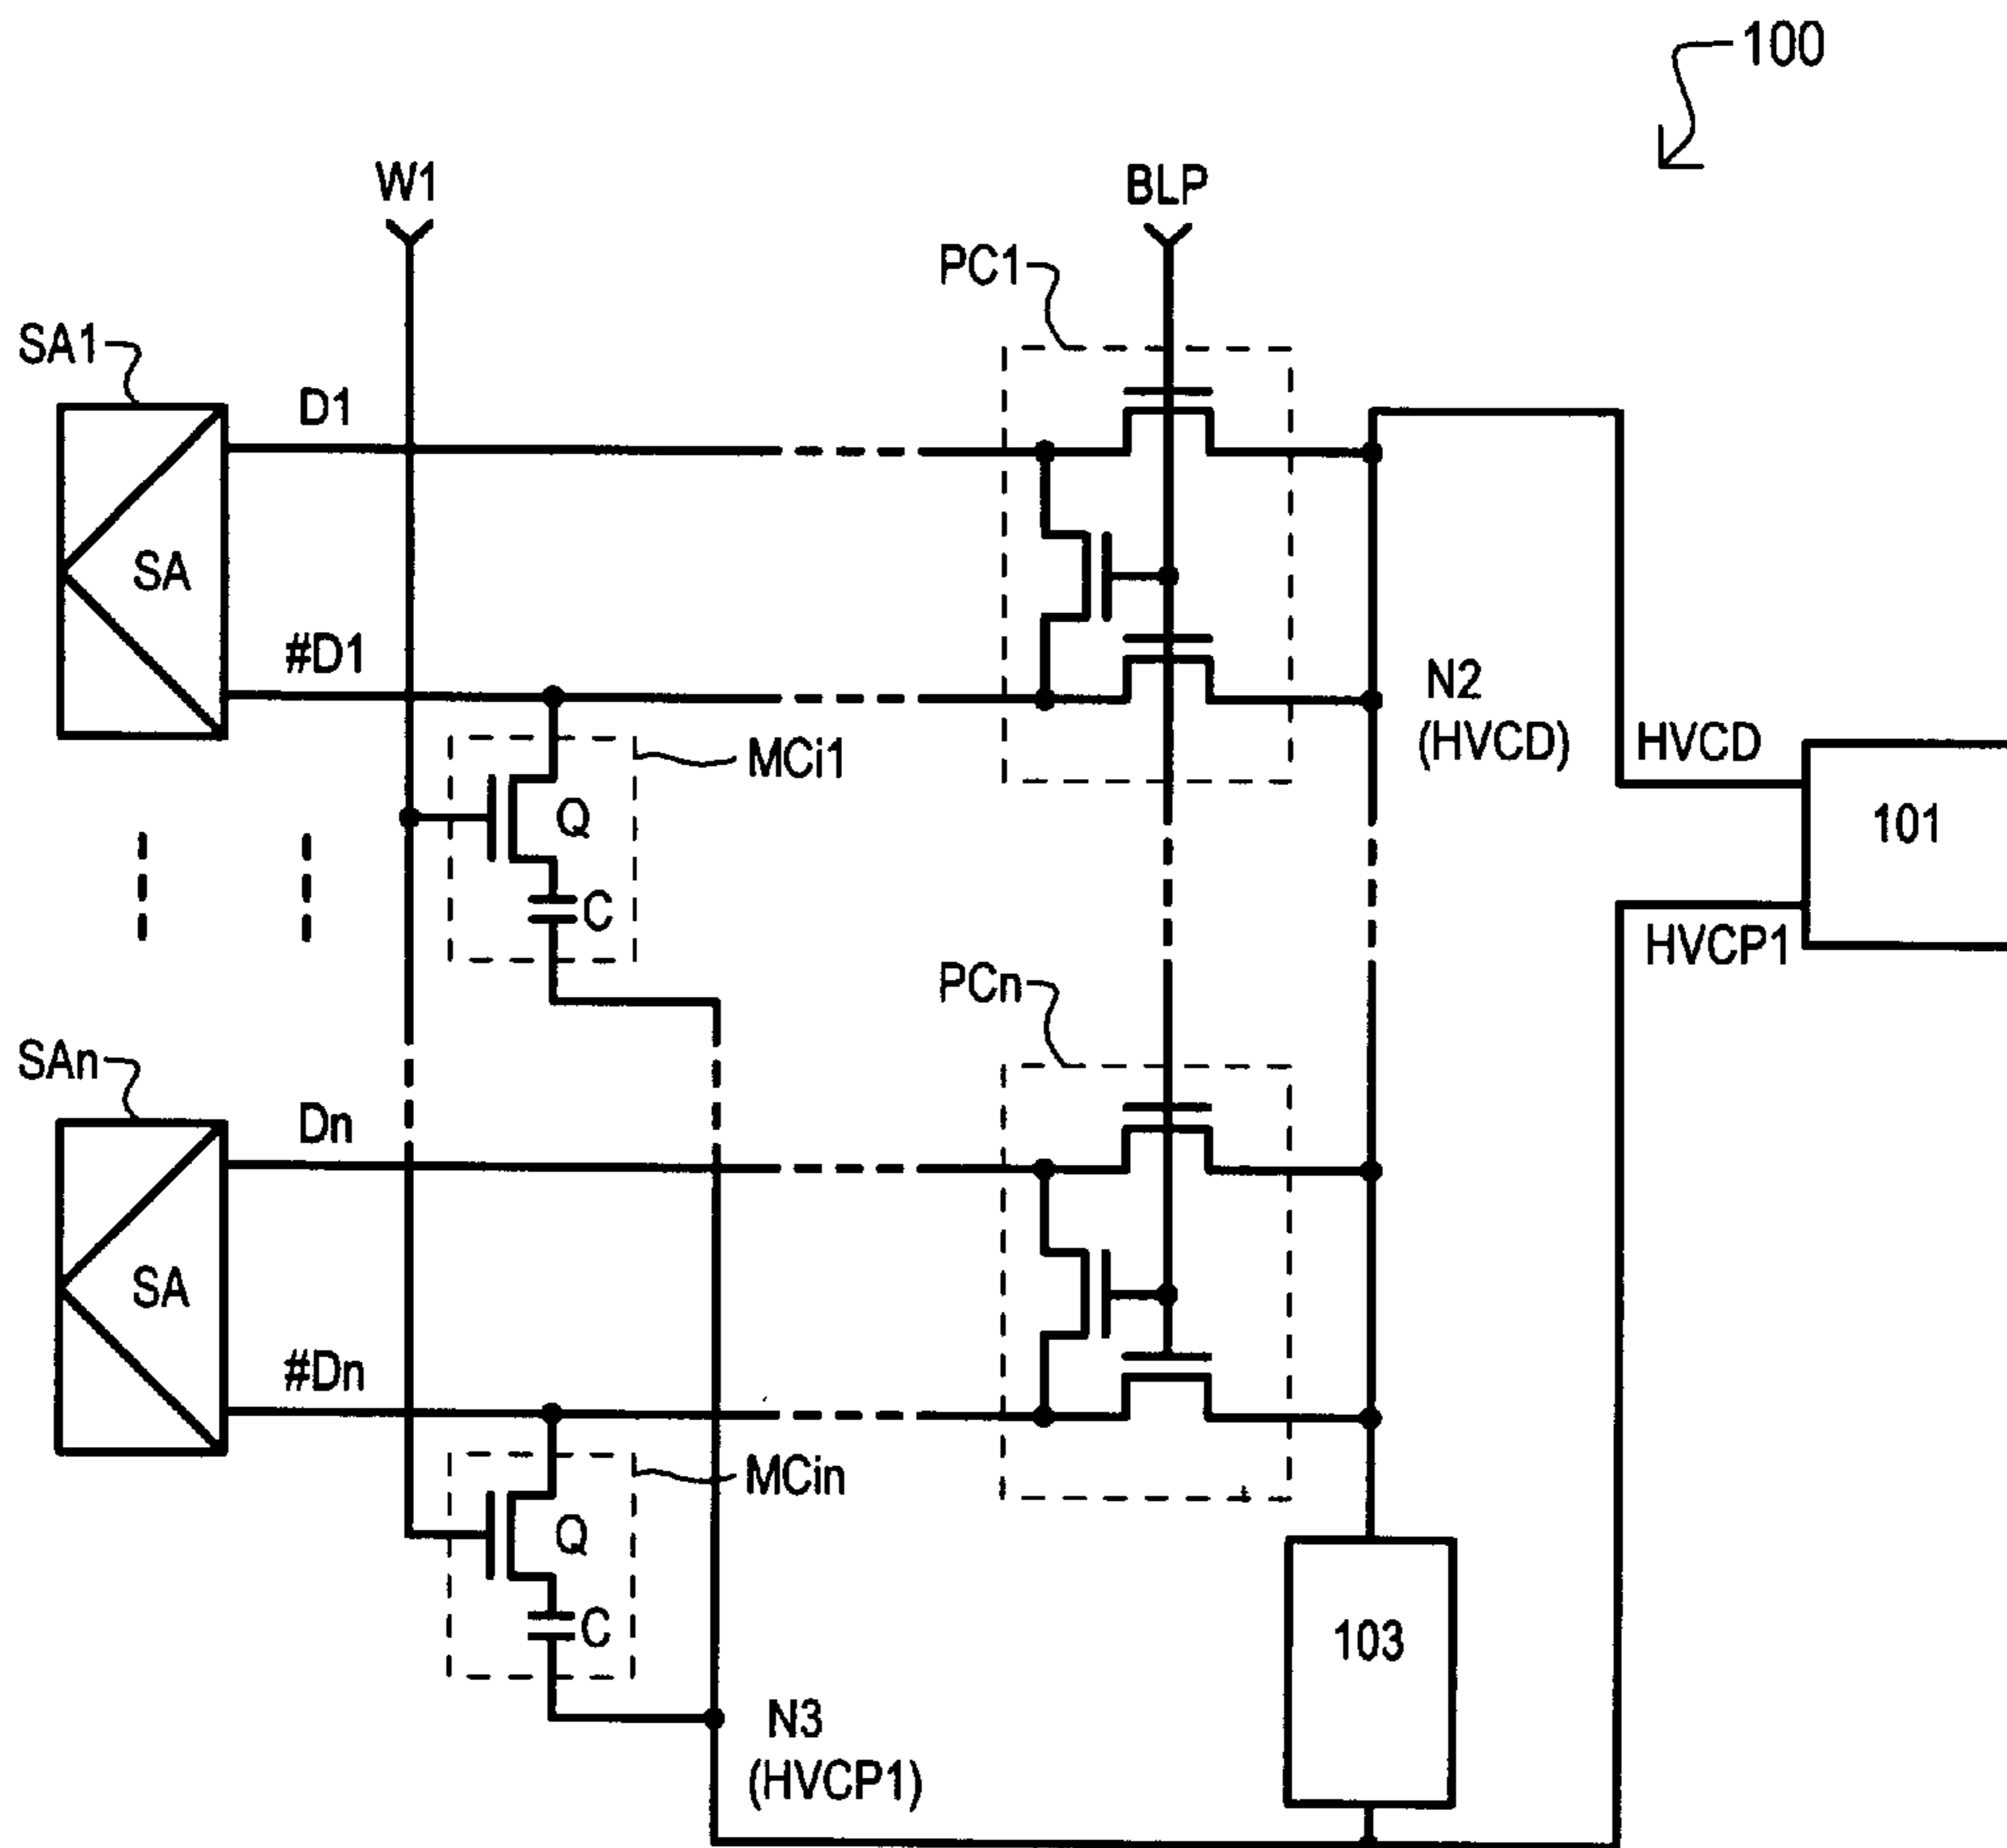 100
W1
BLP
PC1
SA1
D1
SA
#D1
N2
(HVCD)
HVCD
MCi1
101
Q
C
HVCP1
PCn
SAn
Dn
SA
#Dn
MCin
Q
C
103
N3
(HVCP1)